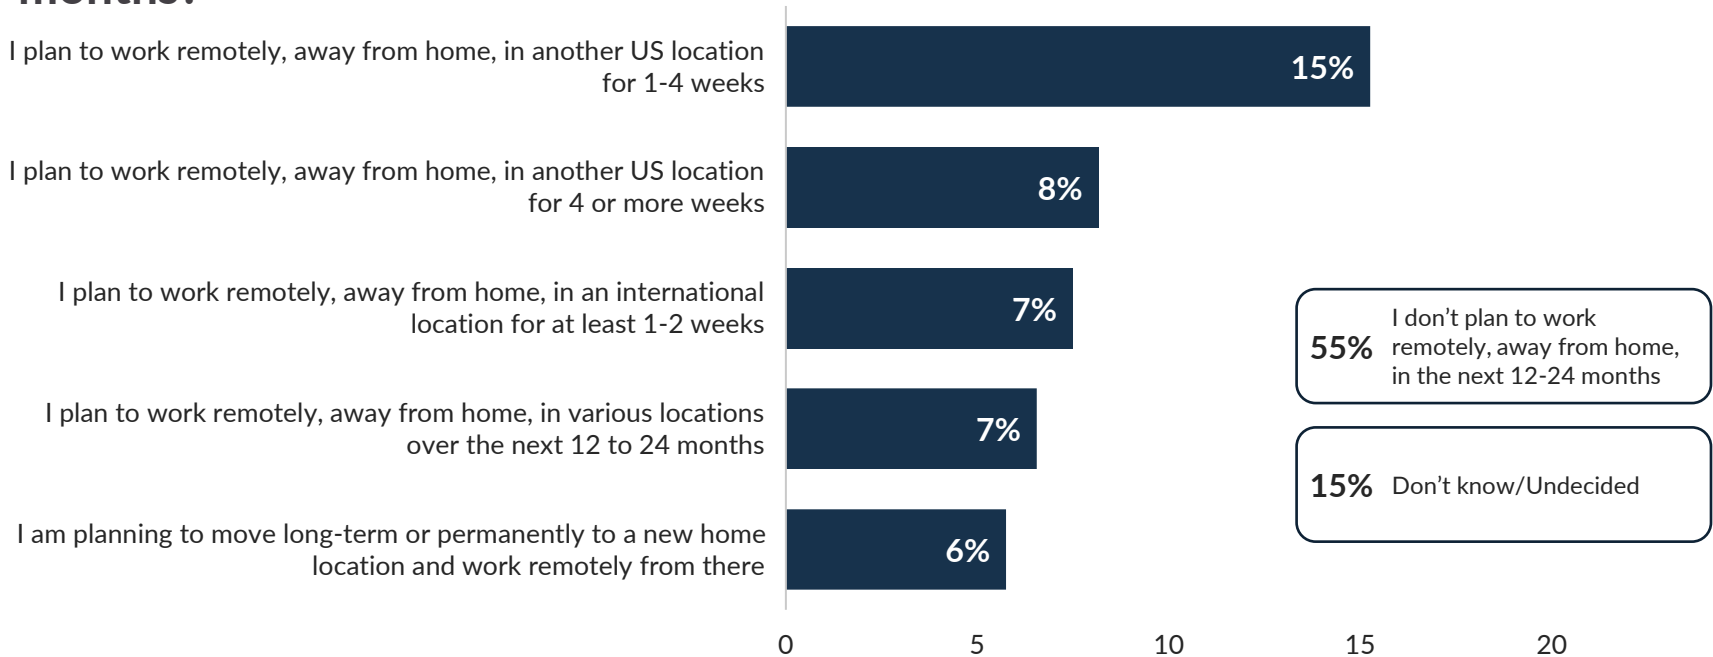 months?
I plan to work remotely, away from home, in another US location
for 1-4 weeks
15%
I plan to work remotely, away from home, in another US location
for 4 or more weeks
8%
I plan to work remotely, away from home, in an international
location for at least 1-2 weeks
7%
I plan to work remotely, away from home, in various locations
over the next 12 to 24 months
7%
I am planning to move long-term or permanently to a new home
location and work remotely from there
6%
55%
I don’t plan to work
remotely, away from home,
in the next 12-24 months
15% Don’t know/Undecided
0 5 10 15 20